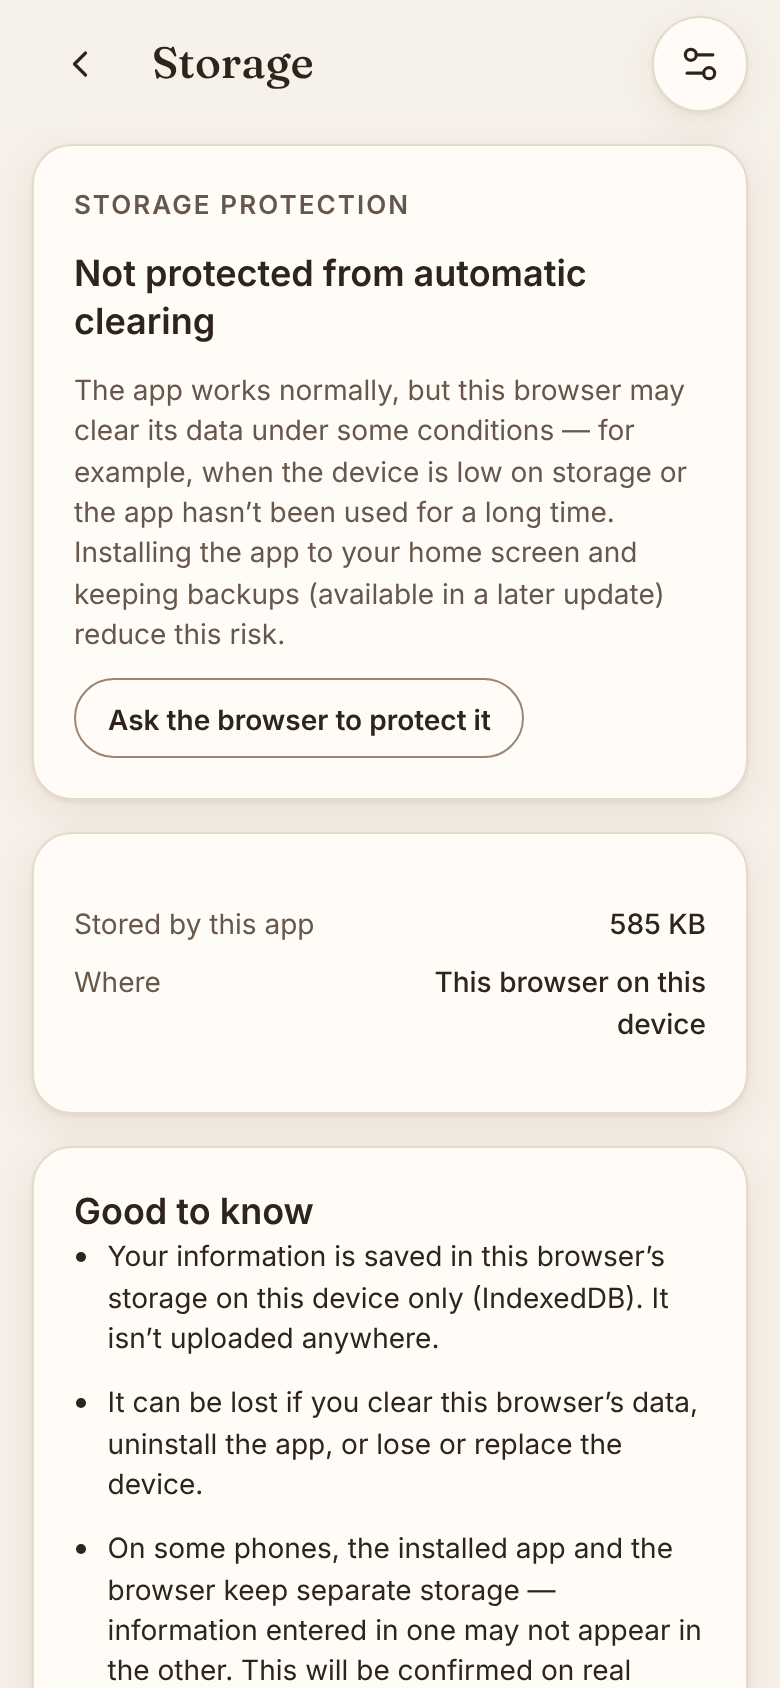 Storage
STORAGE PROTECTION
Not protected from automatic
clearing
The app works normally, but this browser may
clear its data under some conditions — for
example, when the device is low on storage or
the app hasn’t been used for a long time.
Installing the app to your home screen and
keeping backups (available in a later update)
reduce this risk.
Ask the browser to protect it
Stored by this app 585 KB
Where This browser on this
device
Good to know
• Your information is saved in this browser’s
storage on this device only (IndexedDB). It
isn’t uploaded anywhere.
• It can be lost if you clear this browser’s data,
uninstall the app, or lose or replace the
device.
• On some phones, the installed app and the
browser keep separate storage —
information entered in one may not appear in
the other. This will be confirmed on real